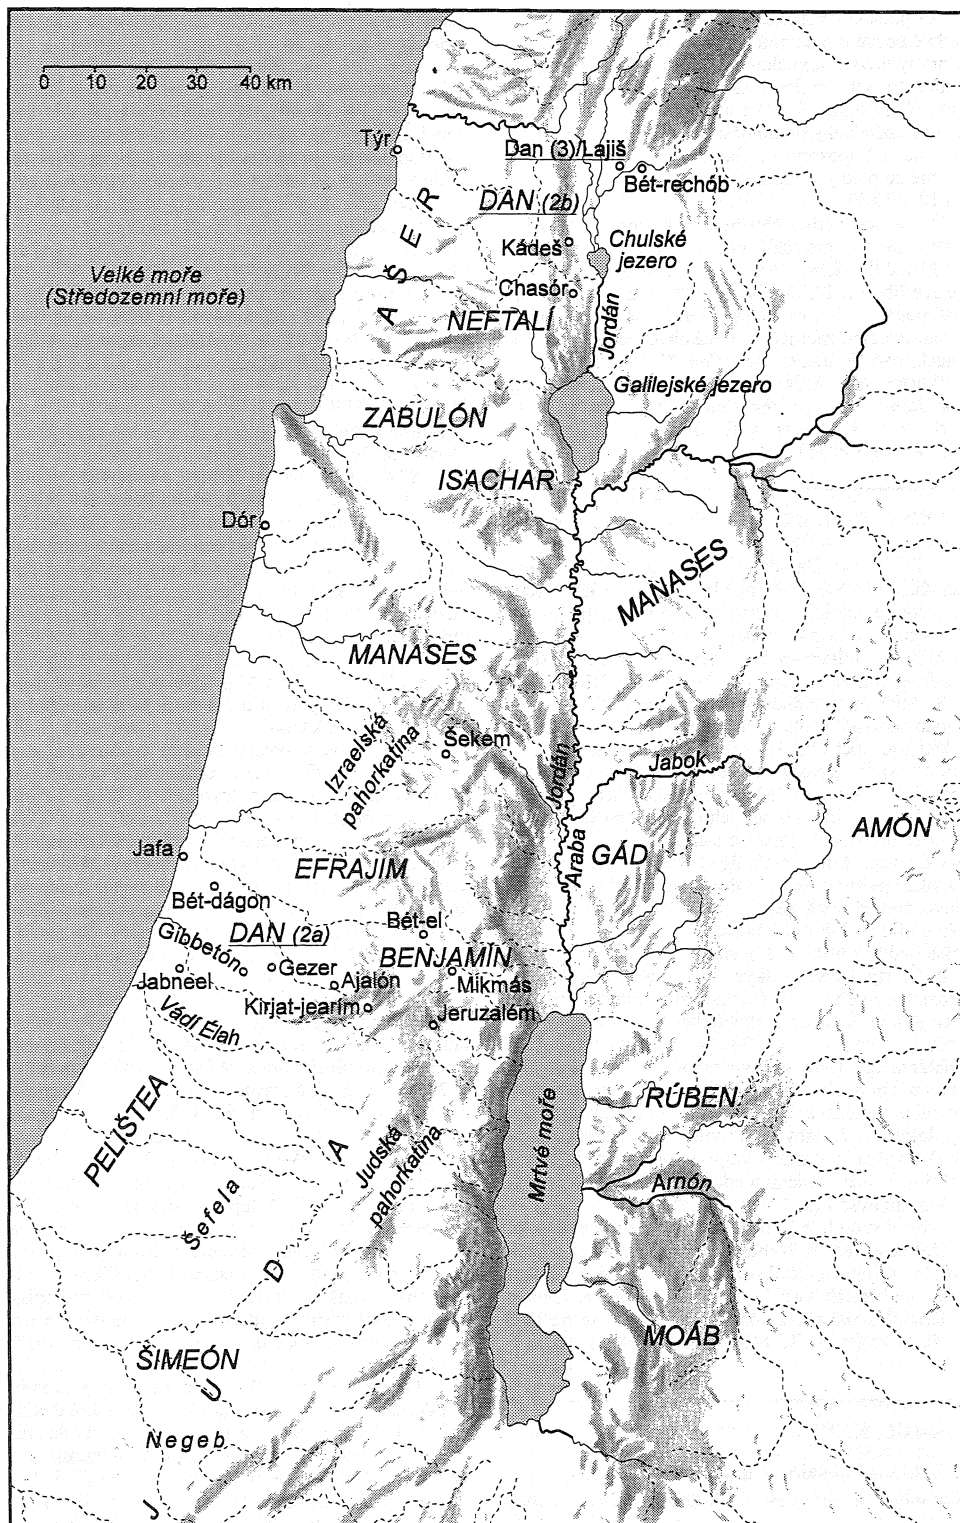 0 10 20 30 40 km
Týr
Dan (3)/Lajiš
Bét-rechób
DAN (2b)
AŠER
Kádeš
Chulské
jezero
Velké moře
(Středozemní moře)
Chasór
NEFTALÍ
Jordán
Galilejské jezero
ZABULÓN
ISACHAR
Dór
MANASES
MANASES
Izraelská
pahorkatina
Šekem
Jordán
Jabok
Araba
AMÓN
Jafa
EFRAJIM
GÁD
Bét-dágon
DAN (2a)
Bét-el
BENJAMÍN
Gibbetón
Gezer
Mikmás
Jabneel
Ajalón
Kirjat-jearím
Jeruzalém
Vádí Élah
RÚBEN
PELIŠTEA
Judská
pahorkatina
Mrtvé moře
Arnón
Šefela
JUDA
MOÁB
ŠIMEÓN
Negeb